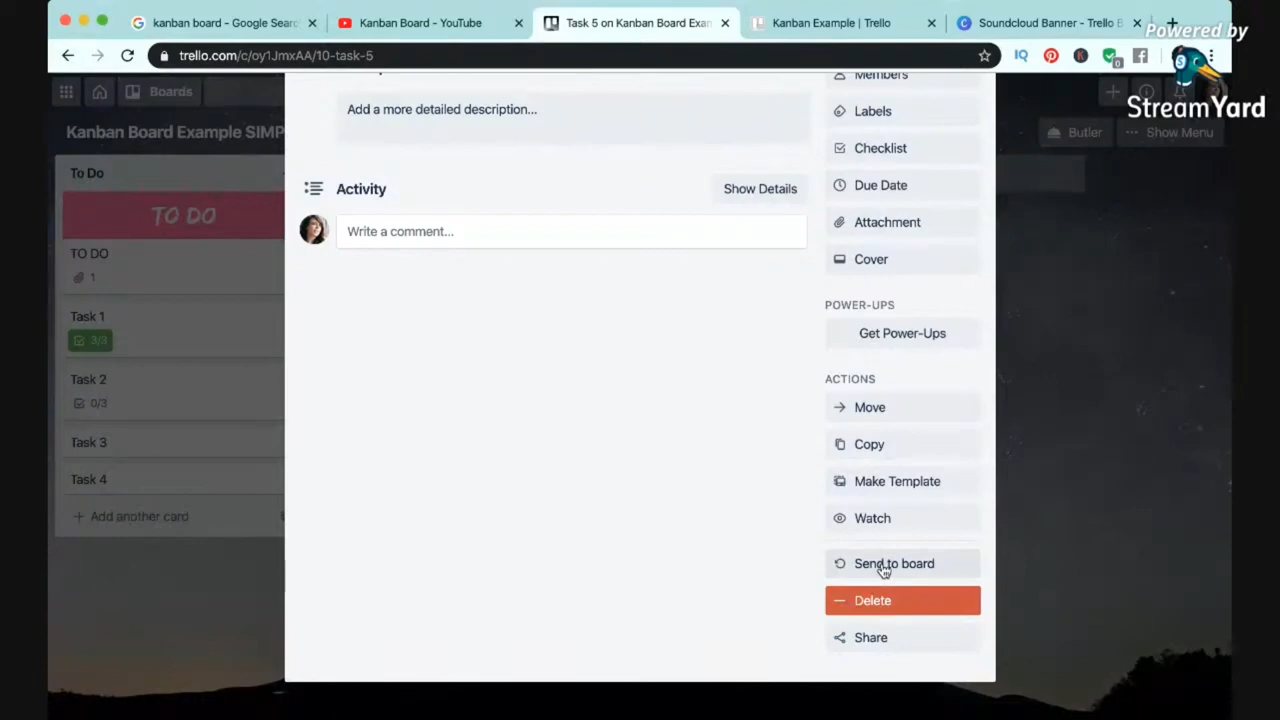 kanban board - Google Searc
Kanban Board - YouTube
Task 5 on Kanban Board Exam
Kanban Example | Trello
Soundcloud Banner - Trello B
Powered by
StreamYard
trello.com/c/oy1JmxAA/10-task-5
Boards
Kanban Board Example SIMP
Butler
Show Menu
To Do
TO DO
TO DO
1
Task 1
3/3
Task 2
0/3
Task 3
Task 4
+ Add another card
Add a more detailed description...
Activity
Show Details
Write a comment...
Members
Labels
Checklist
Due Date
Attachment
Cover
POWER-UPS
Get Power-Ups
ACTIONS
Move
Copy
Make Template
Watch
Send to board
Delete
Share